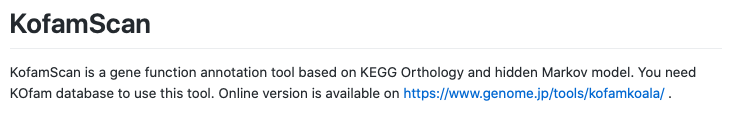 KofamScan
KofamScan is a gene function annotation tool based on KEGG Orthology and hidden Markov model. You need
KOfam database to use this tool. Online version is available on https://www.genome.jp/tools/kofamkoala/ .